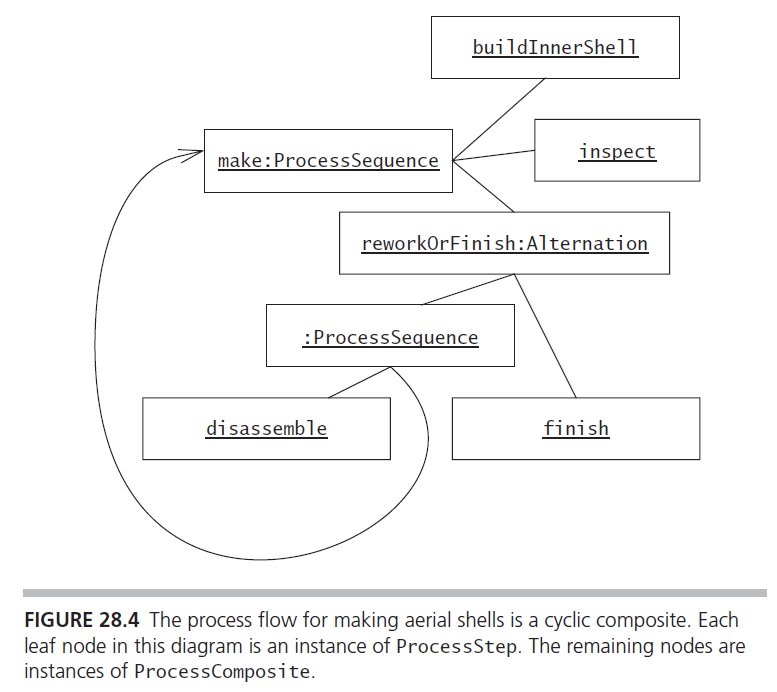 buildInnerShell
make:ProcessSequence
inspect
reworkOrFinish:Alternation
:ProcessSequence
disassemble
finish
FIGURE 28.4 The process flow for making aerial shells is a cyclic composite. Each
leaf node in this diagram is an instance of ProcessStep. The remaining nodes are
instances of ProcessComposite.